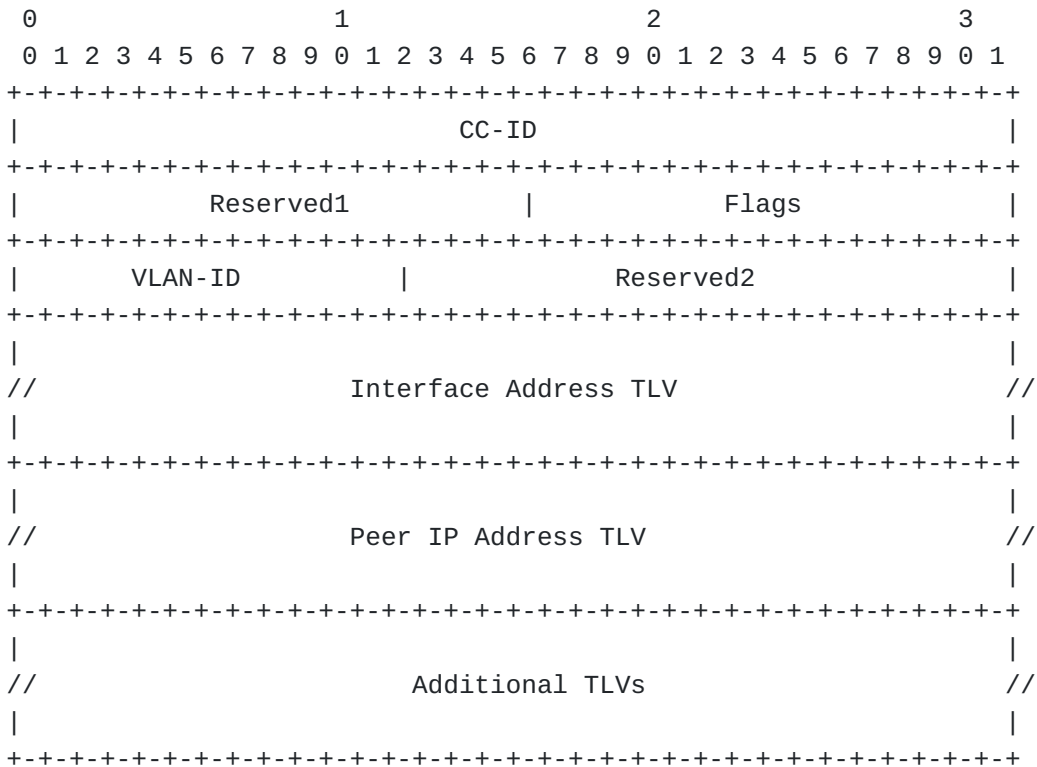 0                   1                   2                   3
 0 1 2 3 4 5 6 7 8 9 0 1 2 3 4 5 6 7 8 9 0 1 2 3 4 5 6 7 8 9 0 1
+-+-+-+-+-+-+-+-+-+-+-+-+-+-+-+-+-+-+-+-+-+-+-+-+-+-+-+-+-+-+-+-+
|                            CC-ID                              |
+-+-+-+-+-+-+-+-+-+-+-+-+-+-+-+-+-+-+-+-+-+-+-+-+-+-+-+-+-+-+-+-+
|            Reserved1           |            Flags             |
+-+-+-+-+-+-+-+-+-+-+-+-+-+-+-+-+-+-+-+-+-+-+-+-+-+-+-+-+-+-+-+-+
|       VLAN-ID          |             Reserved2                |
+-+-+-+-+-+-+-+-+-+-+-+-+-+-+-+-+-+-+-+-+-+-+-+-+-+-+-+-+-+-+-+-+
|                                                               |
//                    Interface Address TLV                     //
|                                                               |
+-+-+-+-+-+-+-+-+-+-+-+-+-+-+-+-+-+-+-+-+-+-+-+-+-+-+-+-+-+-+-+-+
|                                                               |
//                    Peer IP Address TLV                       //
|                                                               |
+-+-+-+-+-+-+-+-+-+-+-+-+-+-+-+-+-+-+-+-+-+-+-+-+-+-+-+-+-+-+-+-+
|                                                               |
//                        Additional TLVs                       //
|                                                               |
+-+-+-+-+-+-+-+-+-+-+-+-+-+-+-+-+-+-+-+-+-+-+-+-+-+-+-+-+-+-+-+-+